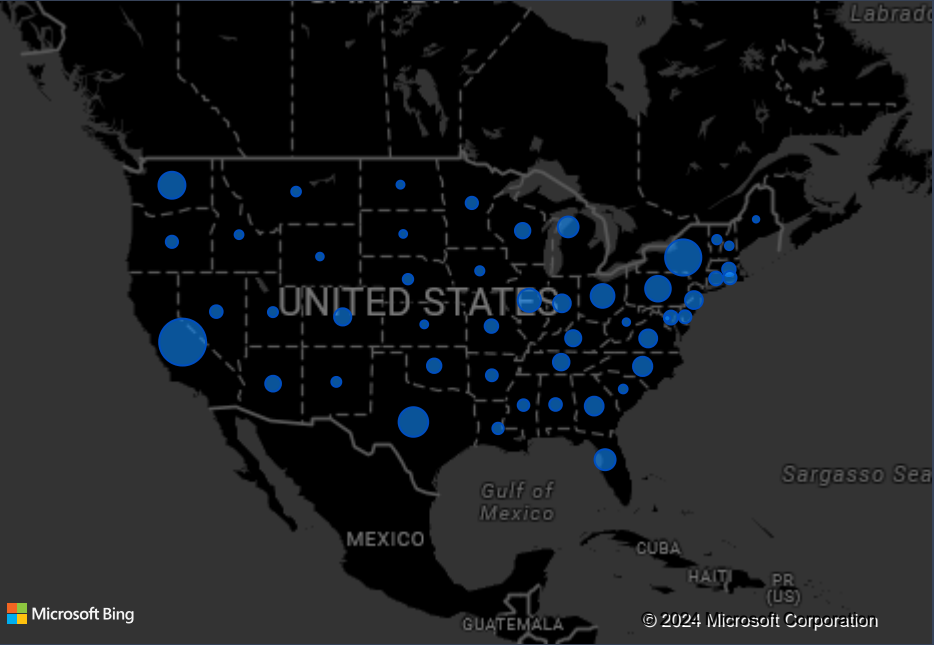 Labrado
UNITED STATES
Sargasso Sea
Gulf of
Mexico
MEXICO
CUBA
HAITI
PR
(US)
GUATEMALA
Microsoft Bing
© 2024 Microsoft Corporation